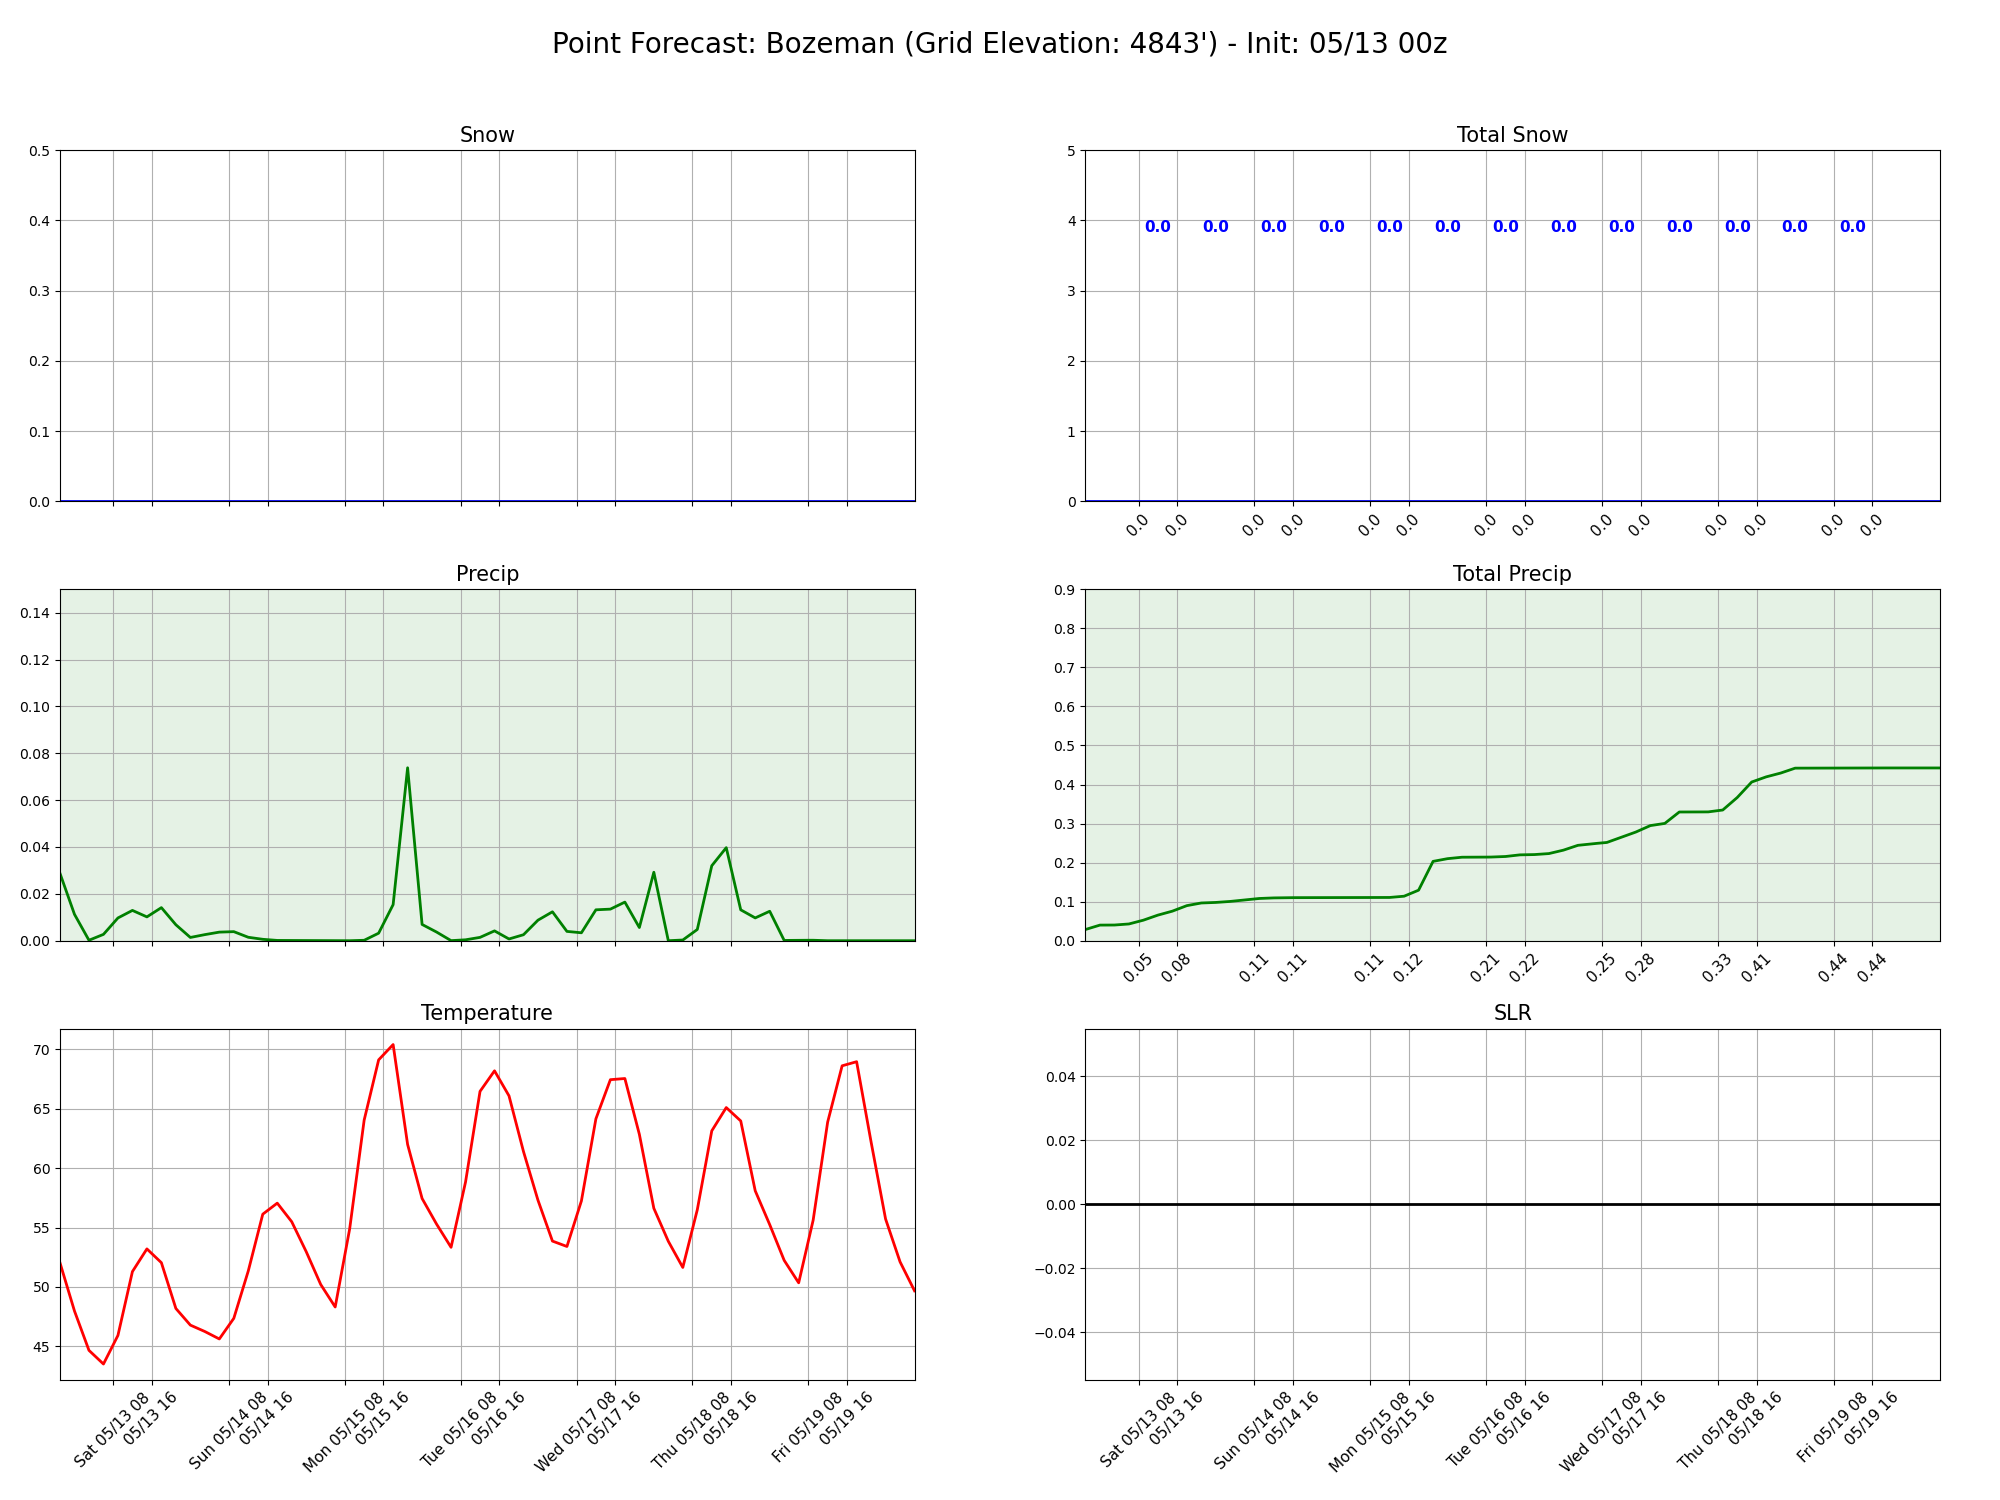 Point Forecast: Bozeman (Grid Elevation: 4843') - Init: 05/13 00z
Snow
0.5
0.4
0.3
0.2
0.1
0.0
Total Snow
5
4
3
2
1
0
0.0 0.0 0.0 0.0 0.0 0.0 0.0 0.0 0.0 0.0 0.0 0.0 0.0
0.0 0.0 0.0 0.0 0.0 0.0 0.0 0.0 0.0 0.0 0.0 0.0 0.0 0.0
Precip
0.14
0.12
0.10
0.08
0.06
0.04
0.02
0.00
Total Precip
0.9
0.8
0.7
0.6
0.5
0.4
0.3
0.2
0.1
0.0
0.05 0.08 0.11 0.11 0.11 0.12 0.21 0.22 0.25 0.28 0.33 0.41 0.44 0.44
Temperature
70
65
60
55
50
45
Sat 05/13 08
05/13 16
Sun 05/14 08
05/14 16
Mon 05/15 08
05/15 16
Tue 05/16 08
05/16 16
Wed 05/17 08
05/17 16
Thu 05/18 08
05/18 16
Fri 05/19 08
05/19 16
SLR
0.04
0.02
0.00
−0.02
−0.04
Sat 05/13 08
05/13 16
Sun 05/14 08
05/14 16
Mon 05/15 08
05/15 16
Tue 05/16 08
05/16 16
Wed 05/17 08
05/17 16
Thu 05/18 08
05/18 16
Fri 05/19 08
05/19 16